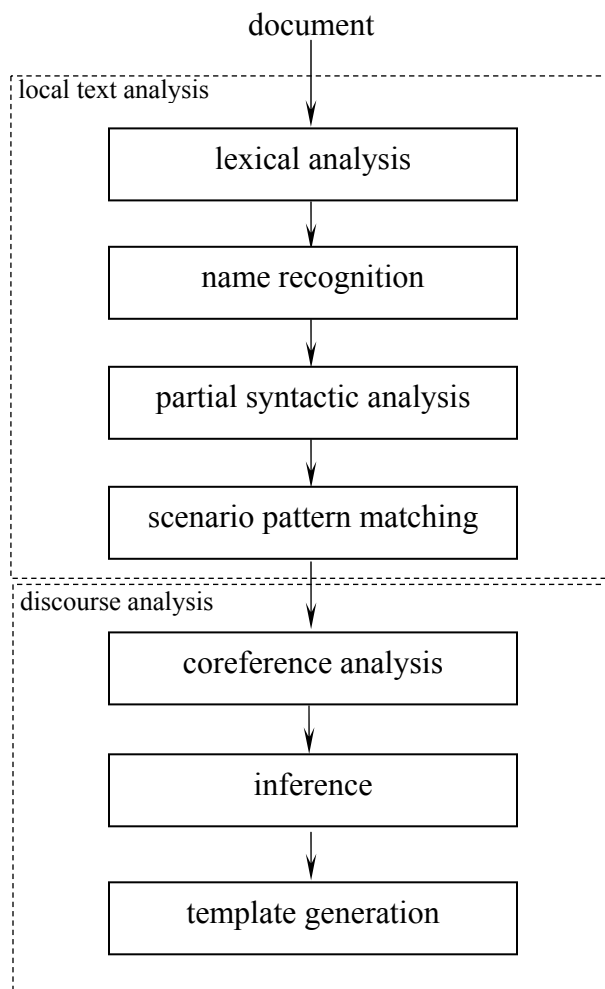 document
local text analysis
lexical analysis
name recognition
partial syntactic analysis
scenario pattern matching
discourse analysis
coreference analysis
inference
template generation